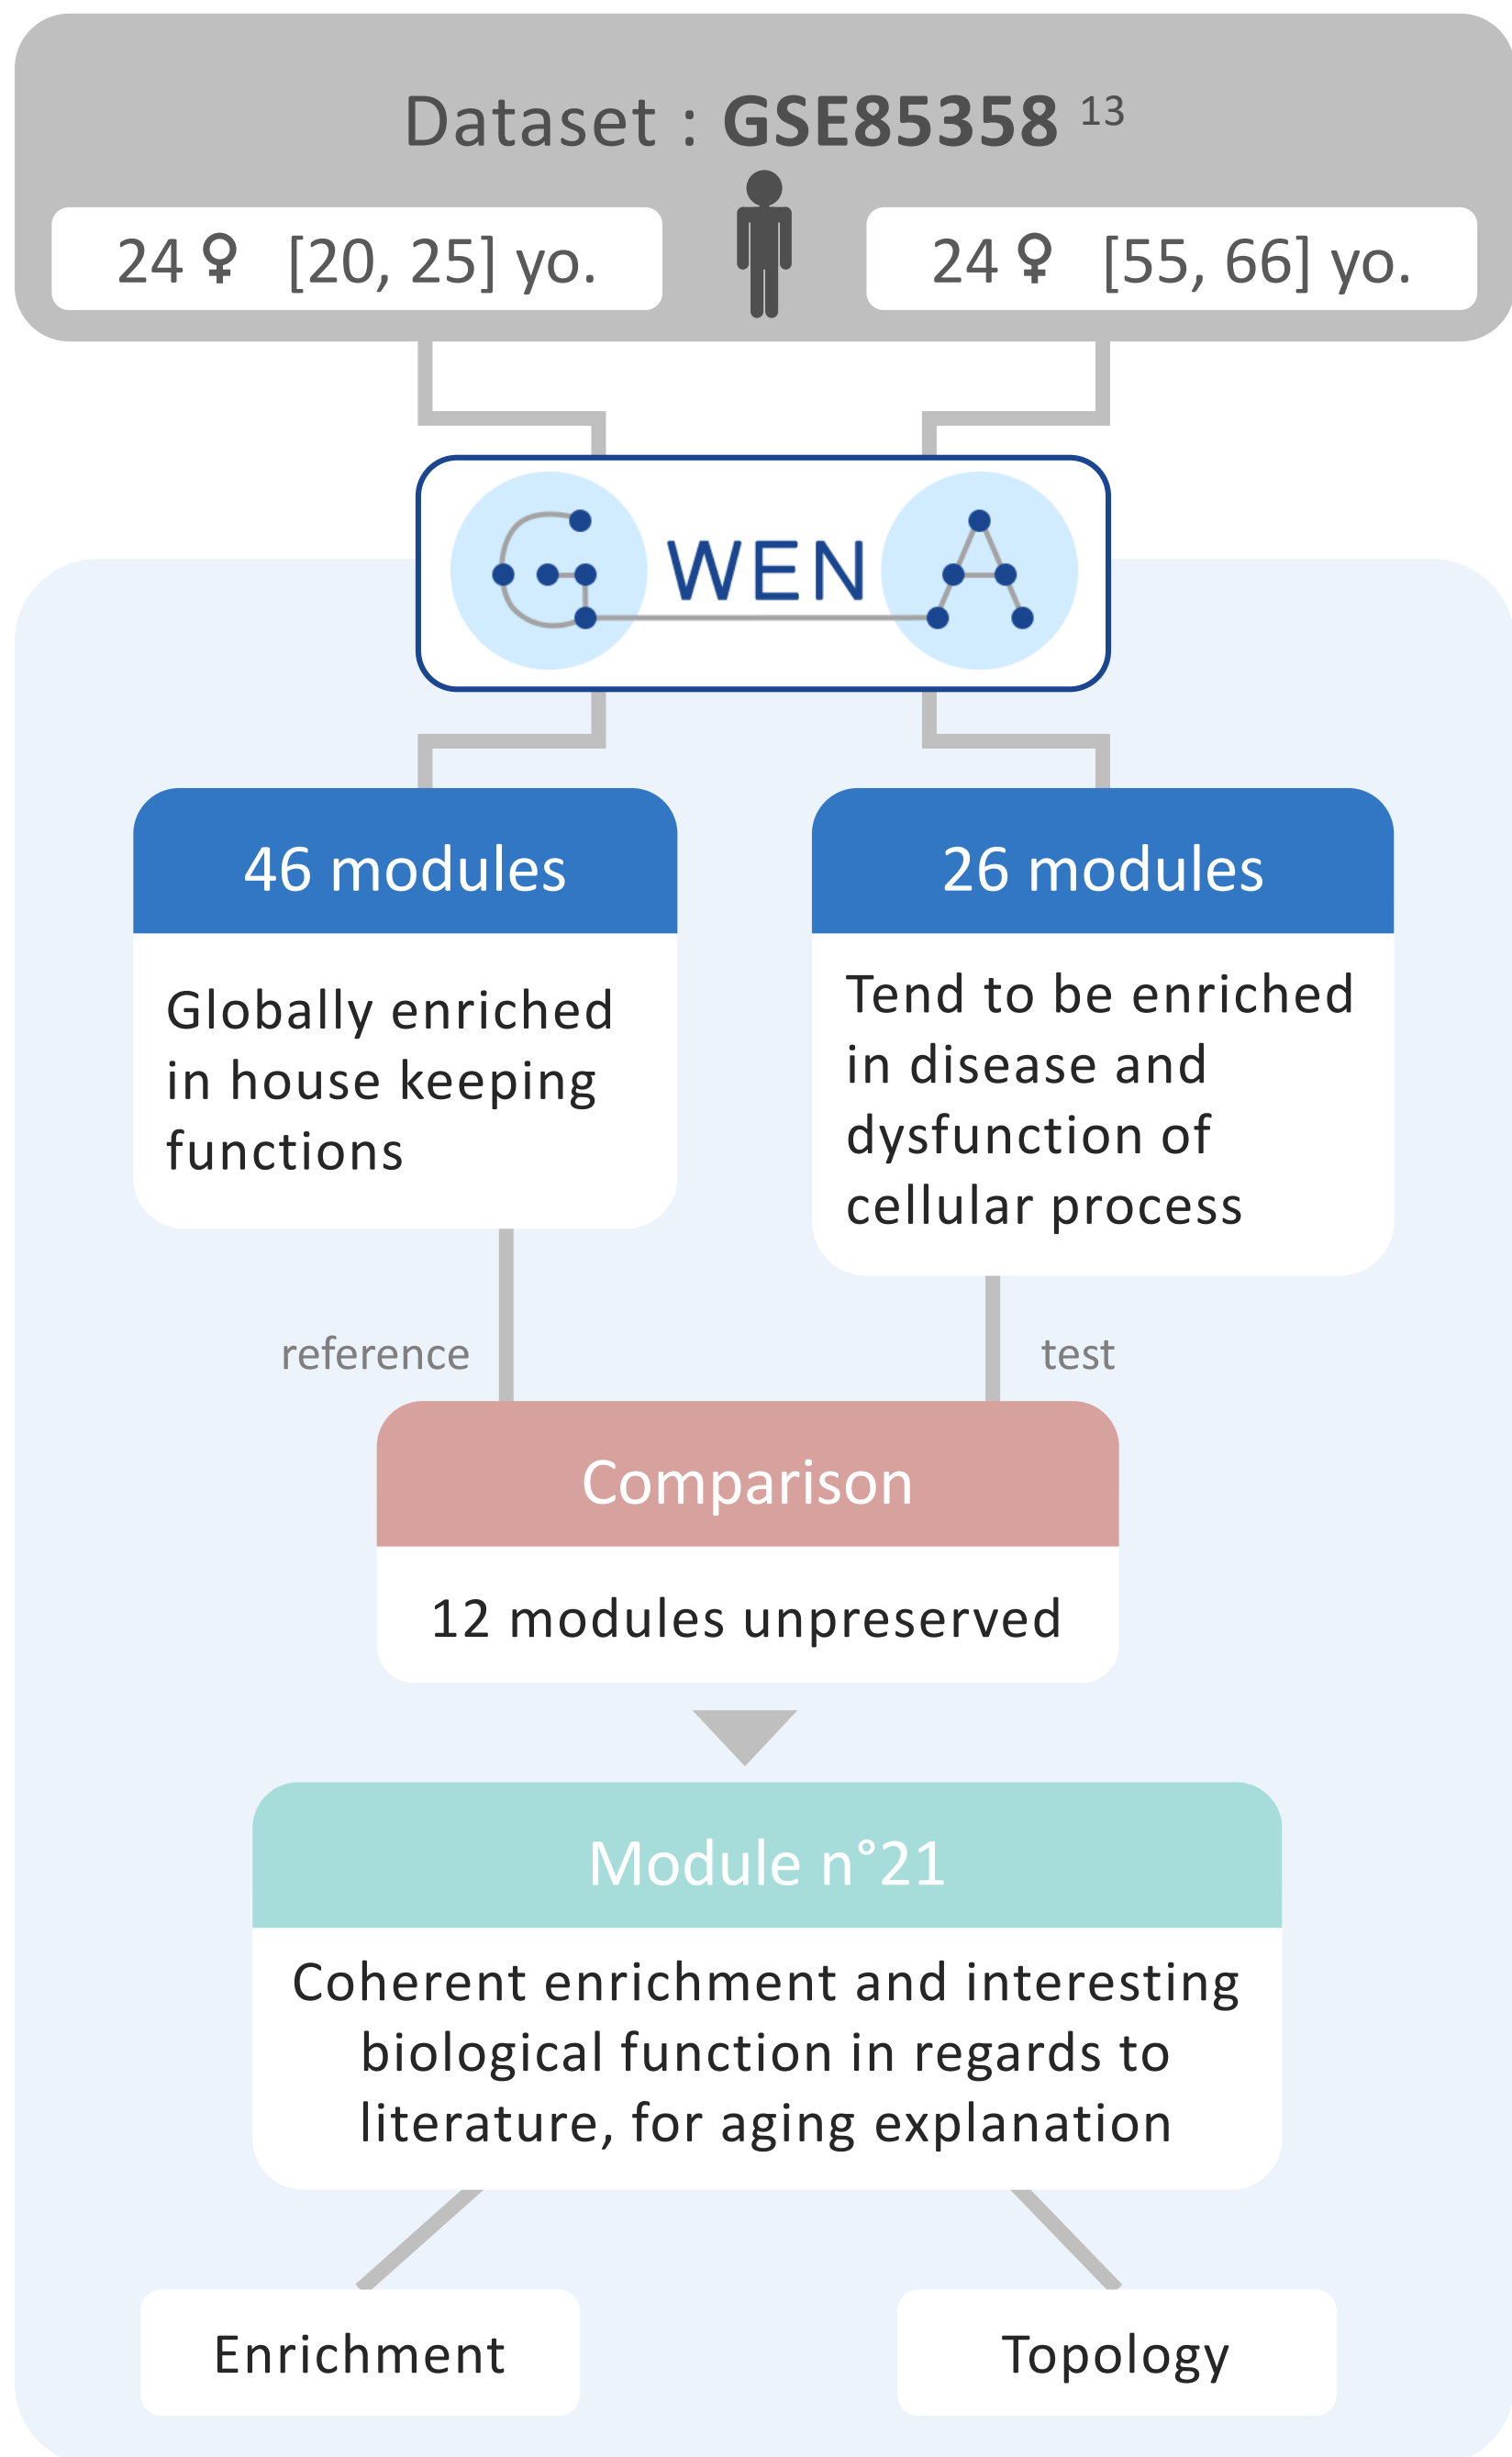 Dataset : GSE85358 13
24 ♀ [20, 25] yo.
24 ♀ [55, 66] yo.
GWENA
46 modules
Globally enriched
in house keeping
functions
26 modules
Tend to be enriched
in disease and
dysfunction of
cellular process
reference
test
Comparison
12 modules unpreserved
Module n°21
Coherent enrichment and interesting
biological function in regards to
literature, for aging explanation
Enrichment
Topology